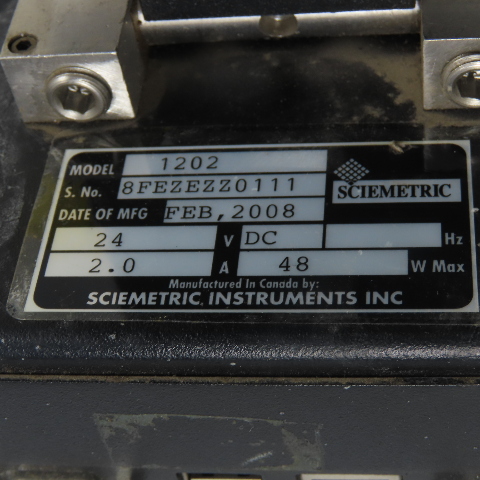 MODEL 1202
S. No. 8FEZEZZ0111
SCIEMETRIC
DATE OF MFG FEB, 2008
24 V DC Hz
2.0 A 48 W Max
Manufactured In Canada by:
SCIEMETRIC INSTRUMENTS INC